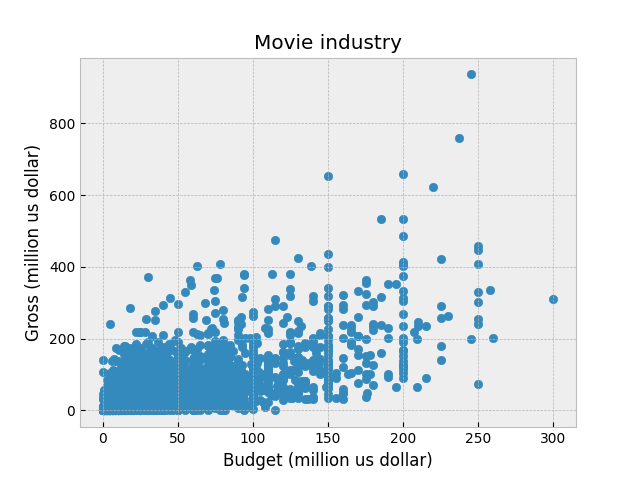 Movie industry
Gross (million us dollar)
800
600
400
200
0
0 50 100 150 200 250 300
Budget (million us dollar)